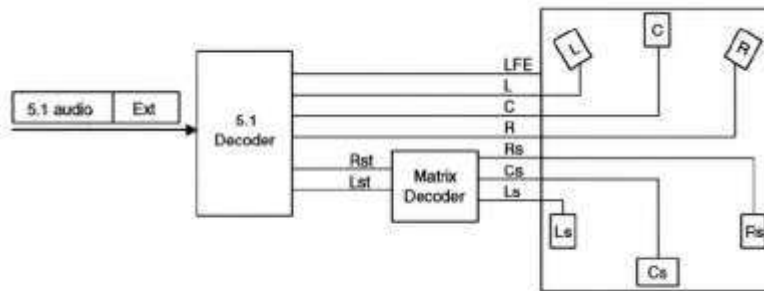 C
L
R
LFE
L
5.1 audio Ext
5.1
Decoder
C
R
Rst
Rs
Matrix
Decoder
Cs
Lst
Ls
Ls
Rs
Cs